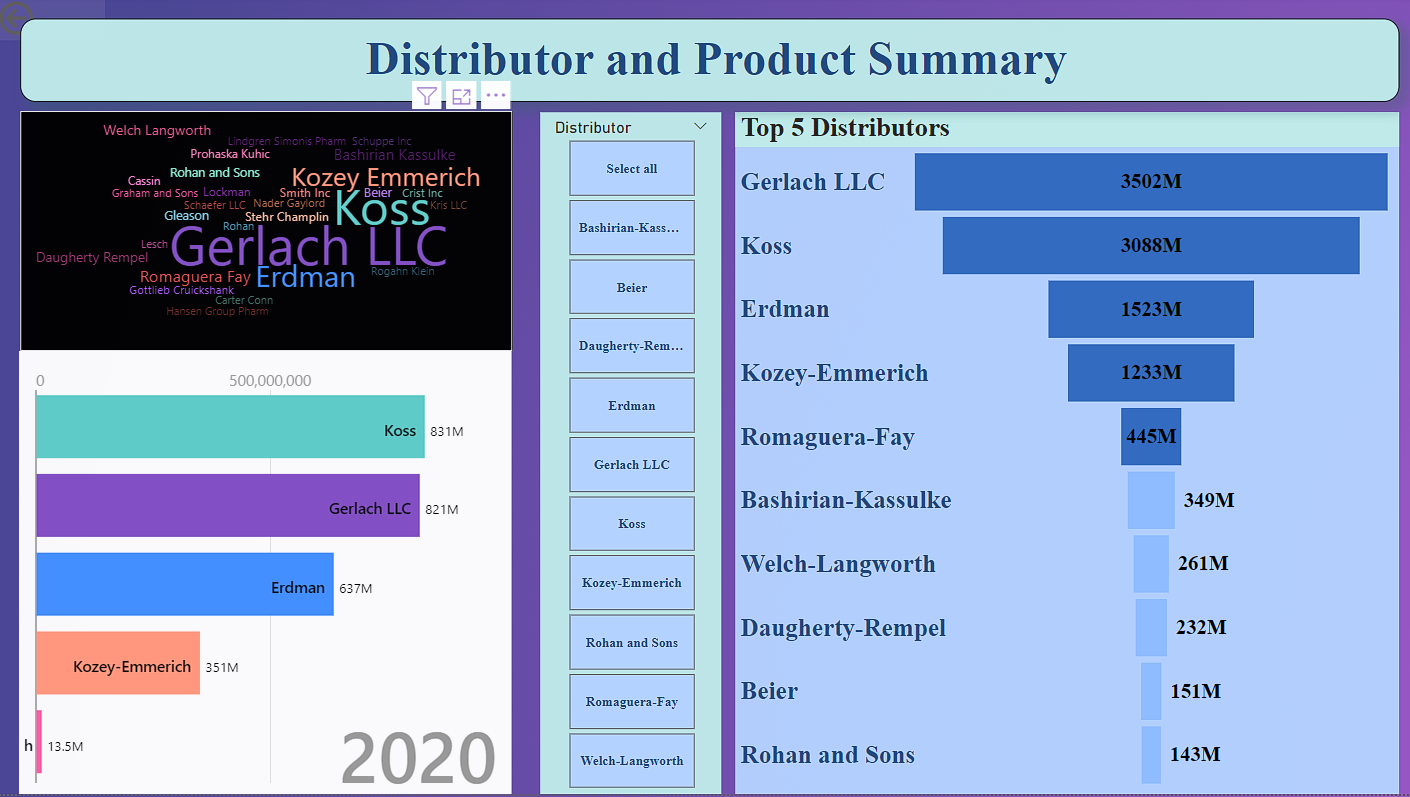 Distributor and Product Summary
Welch Langworth
Lindgren Simonis Pharm Schuppe Inc
Prohaska Kuhic
Bashirian Kassulke
Rohan and Sons
Kozey Emmerich
Cassin
Graham and Sons
Lockman
Smith Inc
Beier
Crist Inc
Schaefer LLC
Nader Gaylord
Koss
Kris LLC
Gleason
Stehr Champlin
Rohan
Lesch
Gerlach LLC
Daugherty Rempel
Romaguera Fay
Erdman
Rogahn Klein
Gottlieb Cruickshank
Carter Conn
Hansen Group Pharm
0
500,000,000
Koss 831M
Gerlach LLC 821M
Erdman 637M
Kozey-Emmerich 351M
h 13.5M
2020
Distributor
Select all
Bashirian-Kass...
Beier
Daugherty-Rem...
Erdman
Gerlach LLC
Koss
Kozey-Emmerich
Rohan and Sons
Romaguera-Fay
Welch-Langworth
Top 5 Distributors
Gerlach LLC 3502M
Koss 3088M
Erdman 1523M
Kozey-Emmerich 1233M
Romaguera-Fay 445M
Bashirian-Kassulke 349M
Welch-Langworth 261M
Daugherty-Rempel 232M
Beier 151M
Rohan and Sons 143M